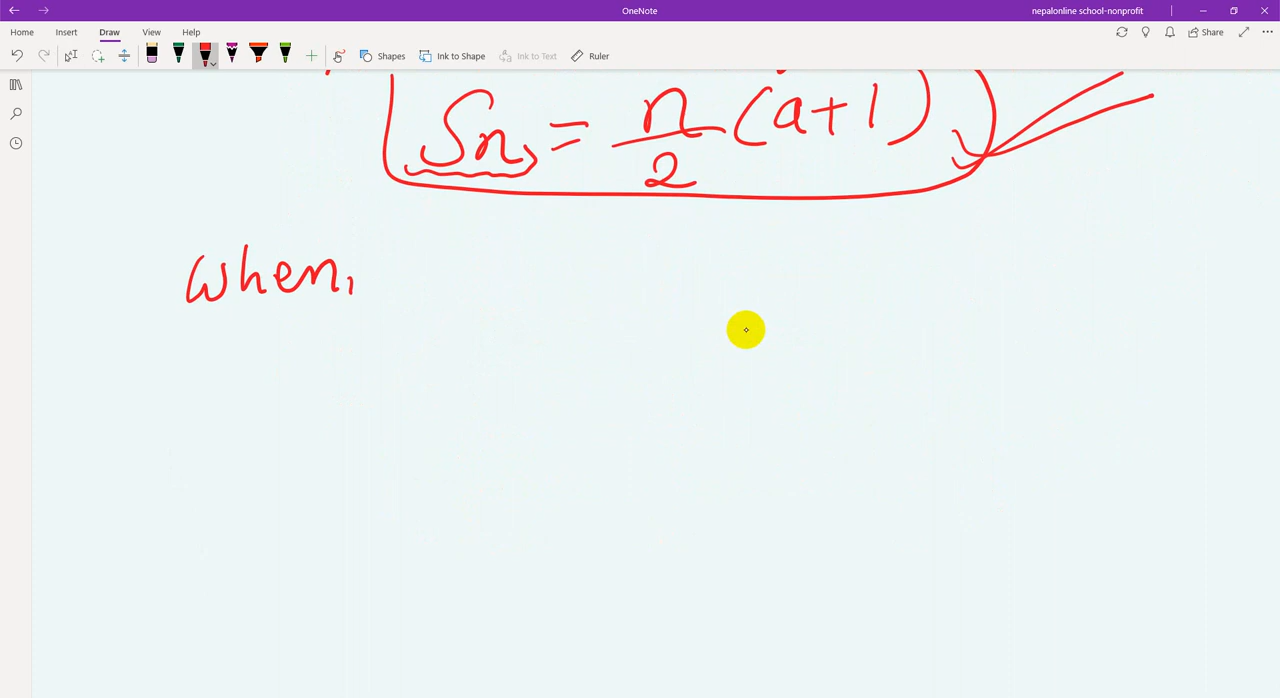 OneNote
nepalonline school-nonprofit
Home Insert Draw View Help
Share
Shapes Ink to Shape Ink to Text Ruler
Sn, = n/2 (a+l)
when,